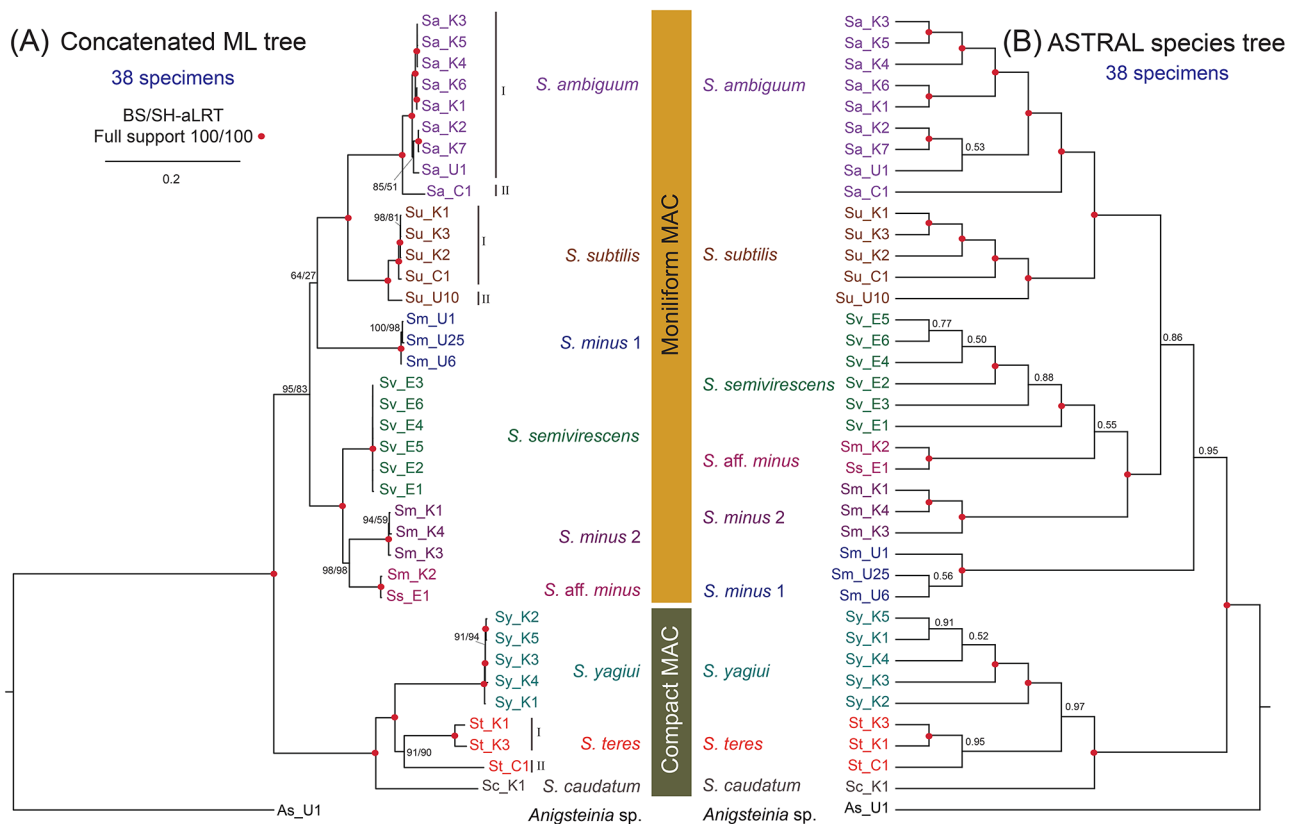 (A) Concatenated ML tree
38 specimens
BS/SH-aLRT
Full support 100/100
0.2
Sa_K3
Sa_K5
Sa_K4
Sa_K6
Sa_K1
Sa_K2
Sa_K7
Sa_U1
Sa_C1
I
II
85/51
S. ambiguum
Su_K1
Su_K3
Su_K2
Su_C1
Su_U10
98/81
I
II
S. subtilis
64/27
Sm_U1
Sm_U25
Sm_U6
100/98
S. minus 1
95/83
Sv_E3
Sv_E6
Sv_E4
Sv_E5
Sv_E2
Sv_E1
S. semivirescens
Sm_K1
Sm_K4
Sm_K3
94/59
S. minus 2
98/98
Sm_K2
Ss_E1
S. aff. minus
Sy_K2
Sy_K5
Sy_K3
Sy_K4
Sy_K1
91/94
S. yagiui
St_K1
St_K3
St_C1
91/90
I
II
S. teres
Sc_K1
S. caudatum
As_U1
Anigsteinia sp.
Moniliform MAC
Compact MAC
(B) ASTRAL species tree
38 specimens
S. ambiguum
Sa_K3
Sa_K5
Sa_K4
Sa_K6
Sa_K1
Sa_K2
Sa_K7
Sa_U1
Sa_C1
0.53
S. subtilis
Su_K1
Su_K3
Su_K2
Su_C1
Su_U10
S. semivirescens
Sv_E5
Sv_E6
Sv_E4
Sv_E2
Sv_E3
Sv_E1
0.77
0.50
0.88
0.55
0.86
0.95
S. aff. minus
Sm_K2
Ss_E1
S. minus 2
Sm_K1
Sm_K4
Sm_K3
S. minus 1
Sm_U1
Sm_U25
Sm_U6
0.56
S. yagiui
Sy_K5
Sy_K1
Sy_K4
Sy_K3
Sy_K2
0.91
0.52
0.97
S. teres
St_K3
St_K1
St_C1
0.95
S. caudatum
Sc_K1
Anigsteinia sp.
As_U1